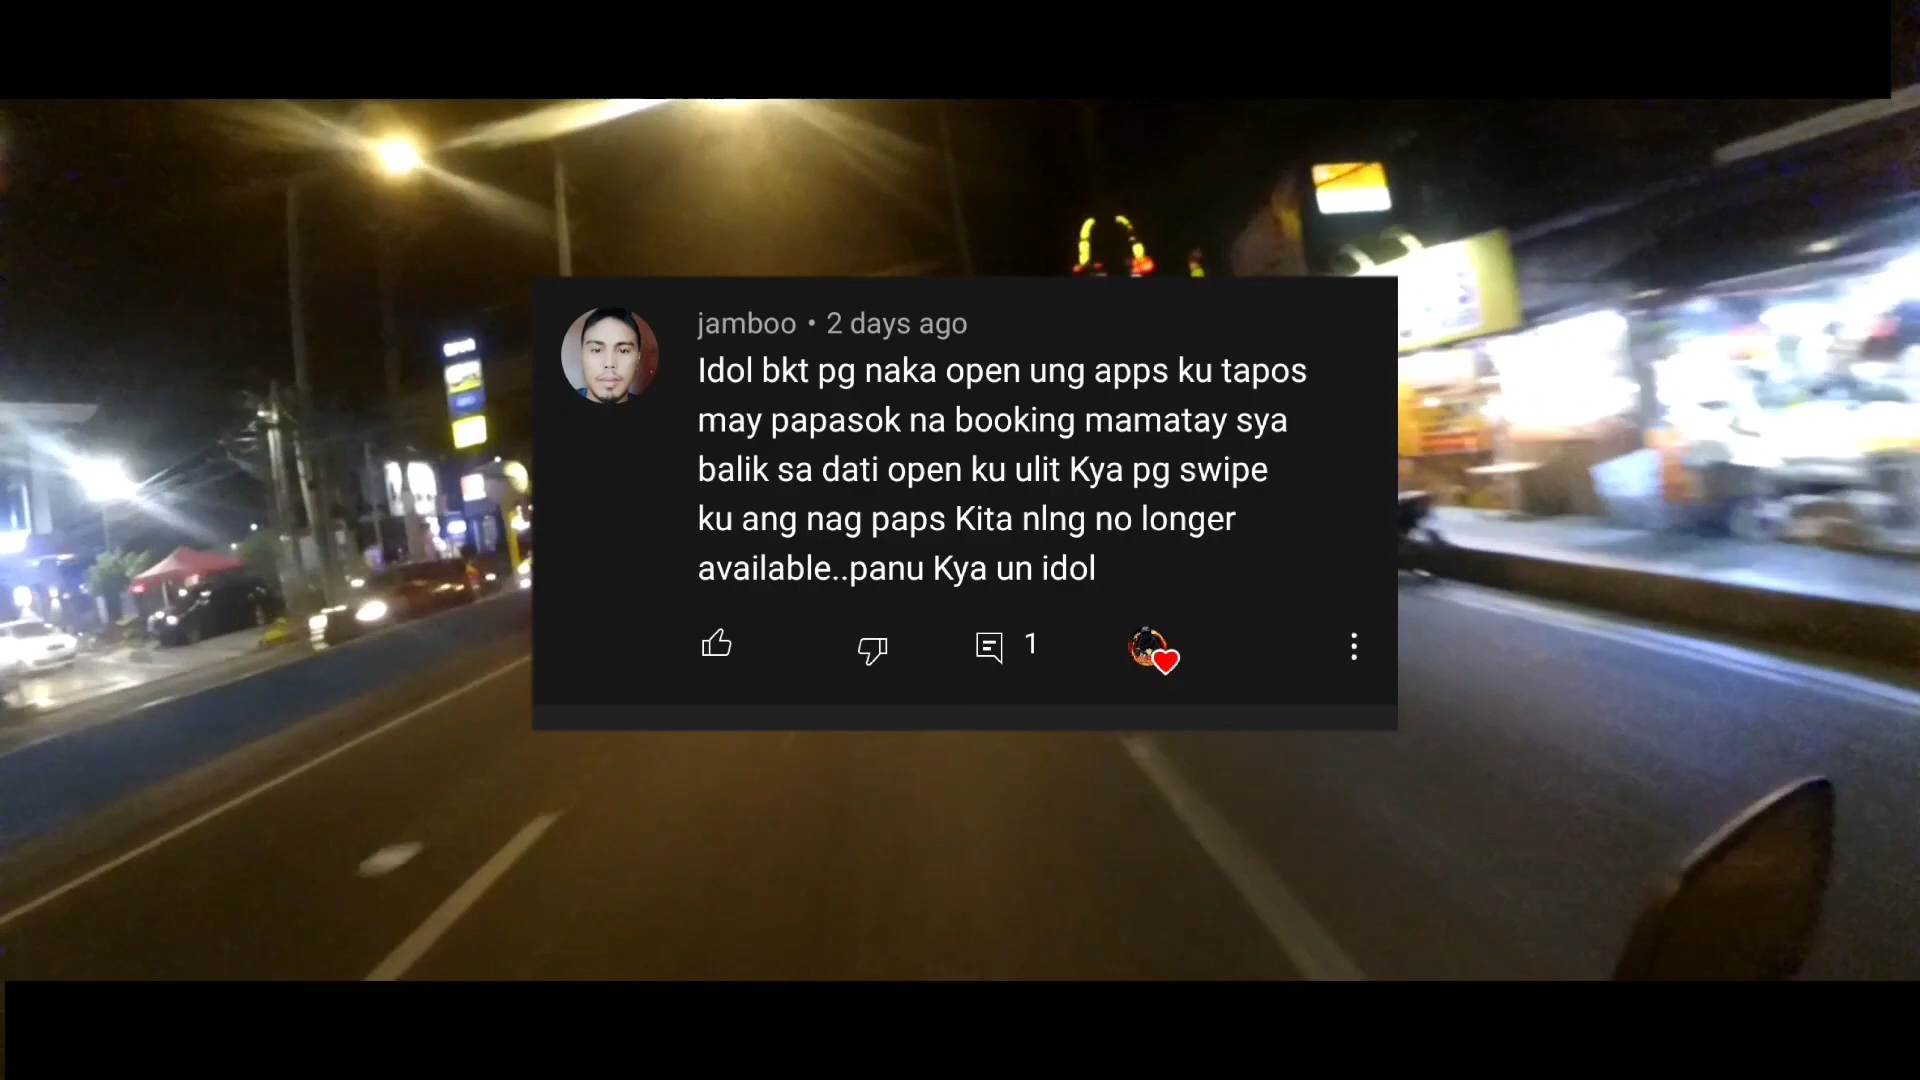 jamboo • 2 days ago
Idol bkt pg naka open ung apps ku tapos
may papasok na booking mamatay sya
balik sa dati open ku ulit Kya pg swipe
ku ang nag paps Kita nlng no longer
available..panu Kya un idol
1